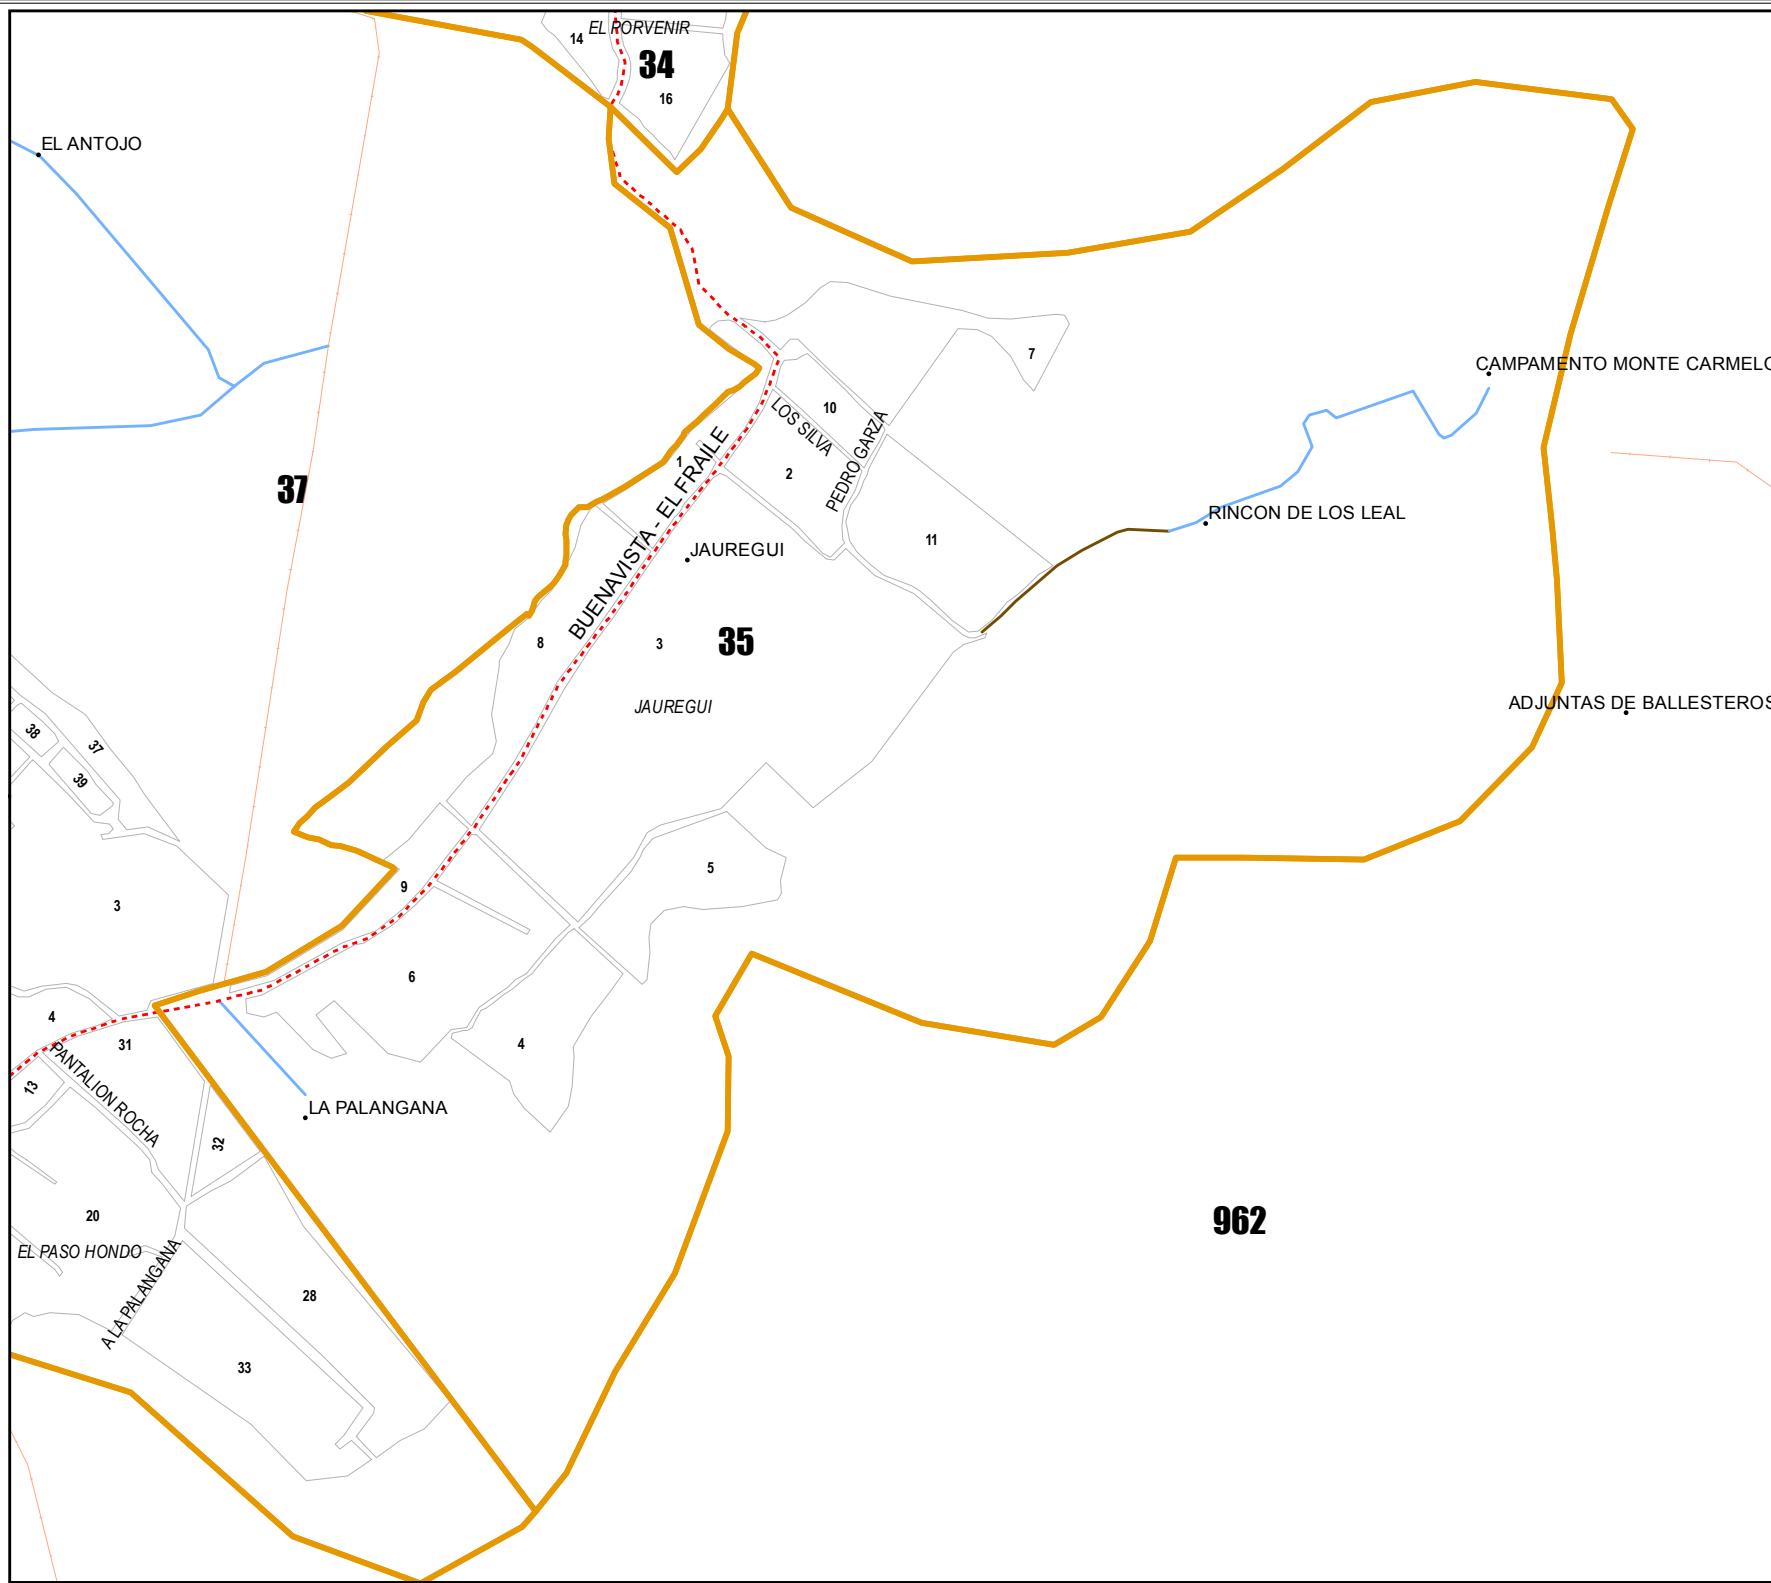 EL PORVENIR
14
34
16
EL ANTOJO
7
CAMPAMENTO MONTE CARMELO
10
LOS SILVA
PEDRO GARZA
1
2
37
BUENAVISTA - EL FRAILE
RINCON DE LOS LEAL
11
JAUREGUI
8
3
35
JAUREGUI
ADJUNTAS DE BALLESTEROS
38
37
39
5
9
3
6
4
31
4
PANTALION ROCHA
13
LA PALANGANA
32
20
962
EL PASO HONDO
A LA PALANGANA
28
33